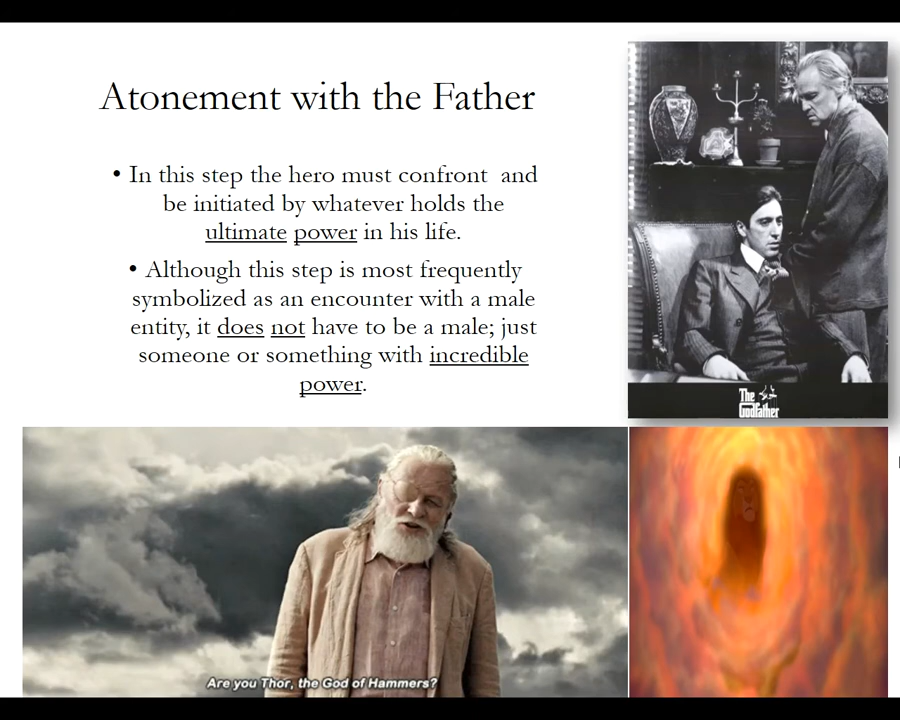 Atonement with the Father
• In this step the hero must confront and
be initiated by whatever holds the
ultimate power in his life.
• Although this step is most frequently
symbolized as an encounter with a male
entity, it does not have to be a male; just
someone or something with incredible
power.
The
Godfather
Are you Thor, the God of Hammers?